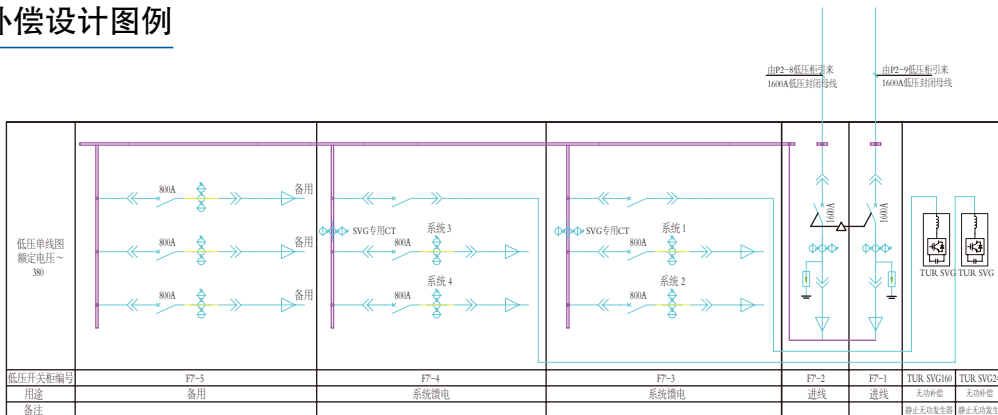 补偿设计图例
由P2-8低压柜引来
1600A低压封闭母线
由P2-9低压柜引来
1600A低压封闭母线
低压单线图
额定电压～
380
800A
备用
800A
备用
800A
备用
SVG专用CT
系统 3
800A
系统 4
800A
SVG专用CT
系统 1
800A
系统 2
800A
1600A
1600A
TUR SVG
TUR SVG
低压开关柜编号 F7'-5 F7'-4 F7'-3 F7'-2 F7'-1 TUR SVG160 TUR SVG2
用途 备用 系统馈电 系统馈电 进线 进线 无功补偿 无功补偿
备注 静止无功发生器 静止无功发生